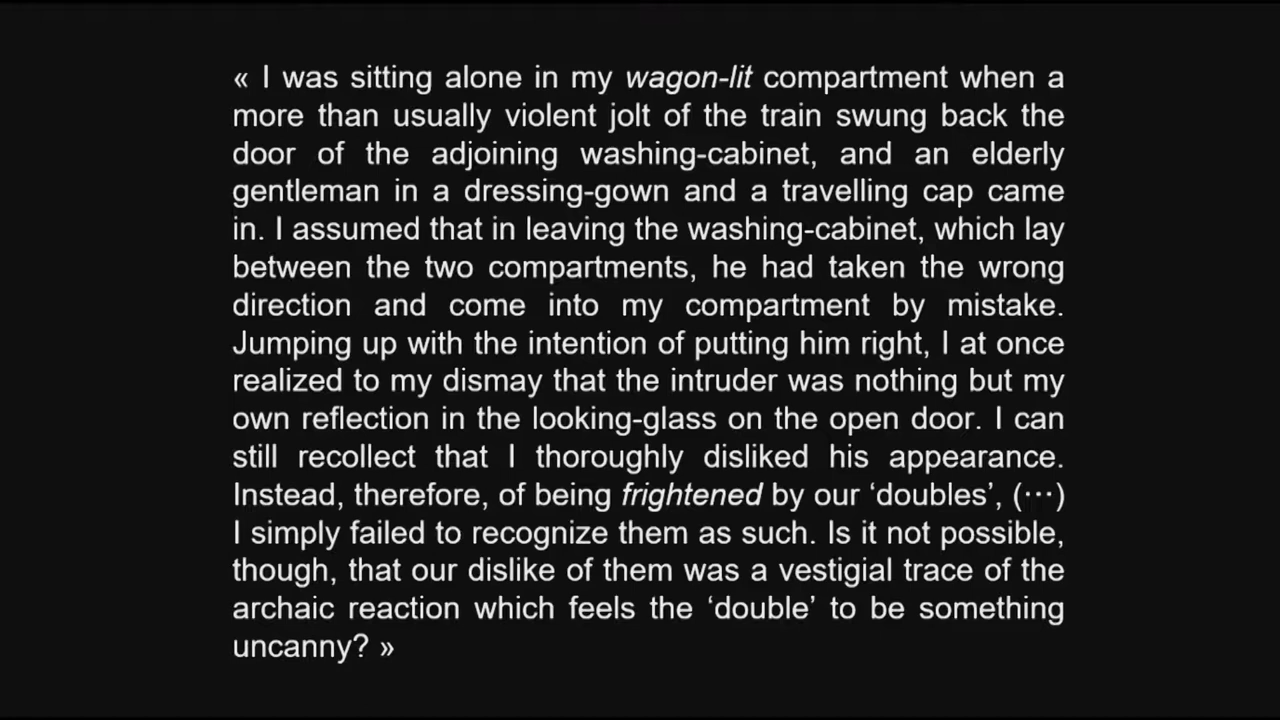 « I was sitting alone in my wagon-lit compartment when a
more than usually violent jolt of the train swung back the
door of the adjoining washing-cabinet, and an elderly
gentleman in a dressing-gown and a travelling cap came
in. I assumed that in leaving the washing-cabinet, which lay
between the two compartments, he had taken the wrong
direction and come into my compartment by mistake.
Jumping up with the intention of putting him right, I at once
realized to my dismay that the intruder was nothing but my
own reflection in the looking-glass on the open door. I can
still recollect that I thoroughly disliked his appearance.
Instead, therefore, of being frightened by our ‘doubles’, (⋯)
I simply failed to recognize them as such. Is it not possible,
though, that our dislike of them was a vestigial trace of the
archaic reaction which feels the ‘double’ to be something
uncanny? »